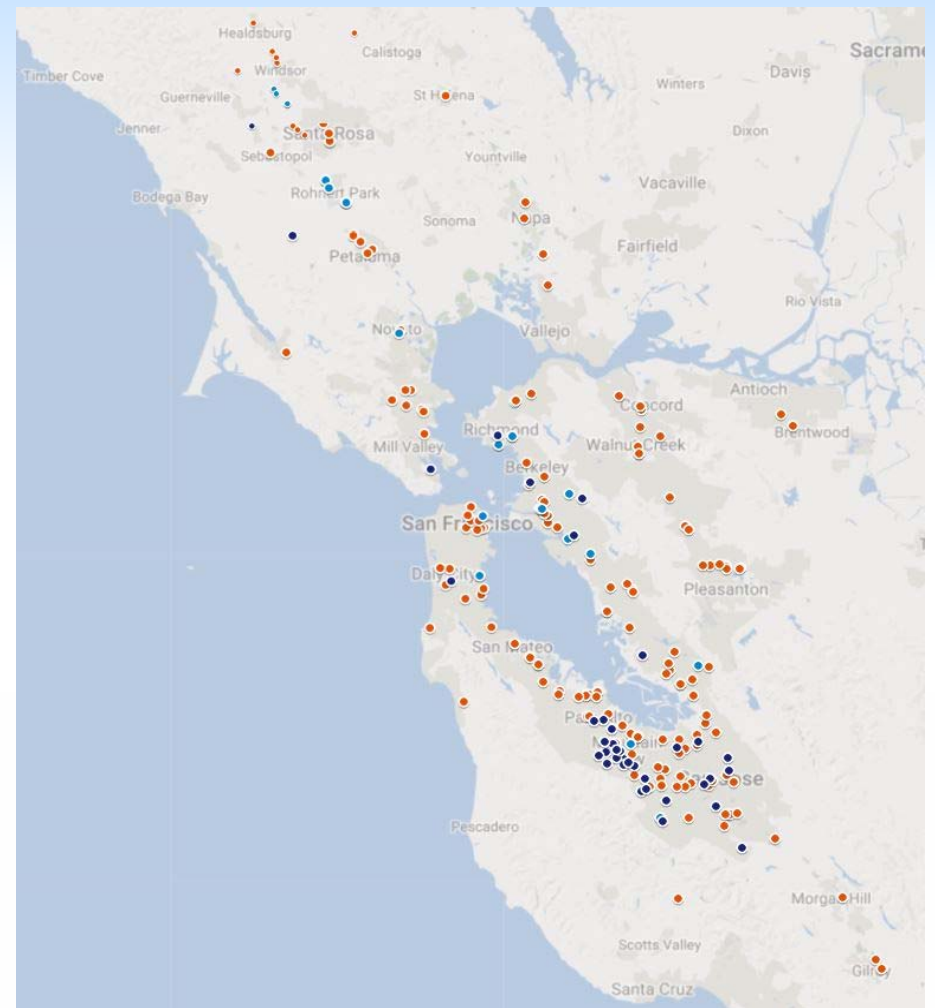 Healdsburg
Calistoga
Sacrame
Timber Cove
Windsor
Davis
Winters
Guerneville
St Helena
Jenner
Santa Rosa
Dixon
Sebastopol
Yountville
Bodega Bay
Rohnert Park
Vacaville
Sonoma
Napa
Fairfield
Petaluma
Rio Vista
Novato
Vallejo
Antioch
Concord
Richmond
Brentwood
Mill Valley
Walnut Creek
Berkeley
San Francisco
Daly City
Pleasanton
San Mateo
Palo Alto
Mountain
San Jose
Pescadero
Morgan Hill
Scotts Valley
Gilroy
Santa Cruz